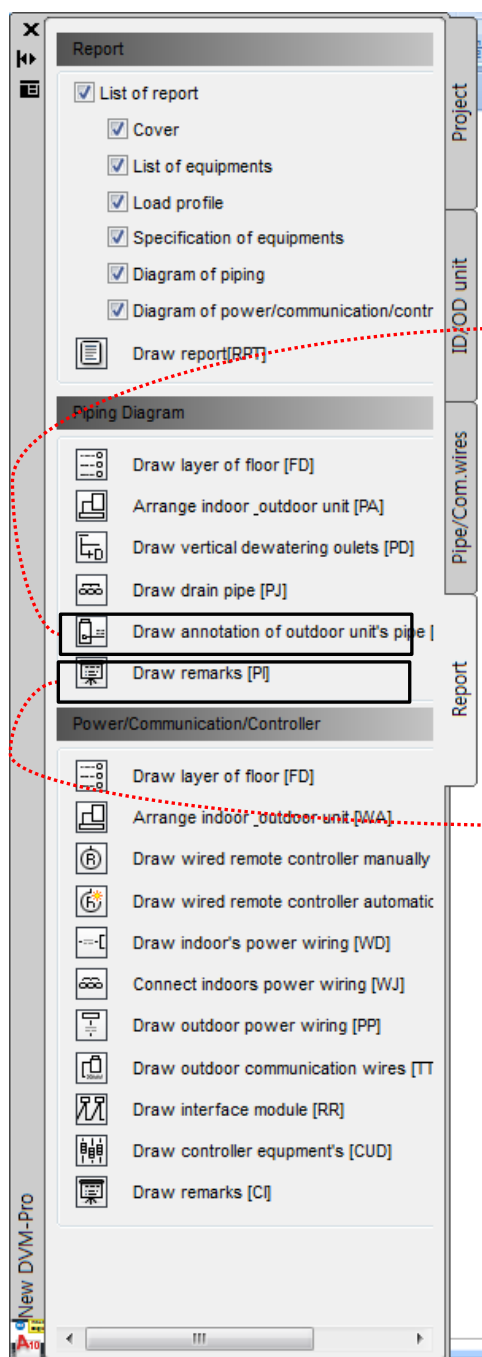 Report
List of report
Cover
List of equipments
Load profile
Specification of equipments
Diagram of piping
Diagram of power/communication/contr
Draw report[RRT]
Piping Diagram
Draw layer of floor [FD]
Arrange indoor _outdoor unit [PA]
Draw vertical dewatering oulets [PD]
Draw drain pipe [PJ]
Draw annotation of outdoor unit's pipe [
Draw remarks [PI]
Power/Communication/Controller
Draw layer of floor [FD]
Arrange indoor _outdoor unit [WA]
Draw wired remote controller manually
Draw wired remote controller automatic
Draw indoor's power wiring [WD]
Connect indoors power wiring [WJ]
Draw outdoor power wiring [PP]
Draw outdoor communication wires [TT
Draw interface module [RR]
Draw controller equpment's [CUD]
Draw remarks [CI]
Project
ID/OD unit
Pipe/Com.wires
Report
New DVM-Pro